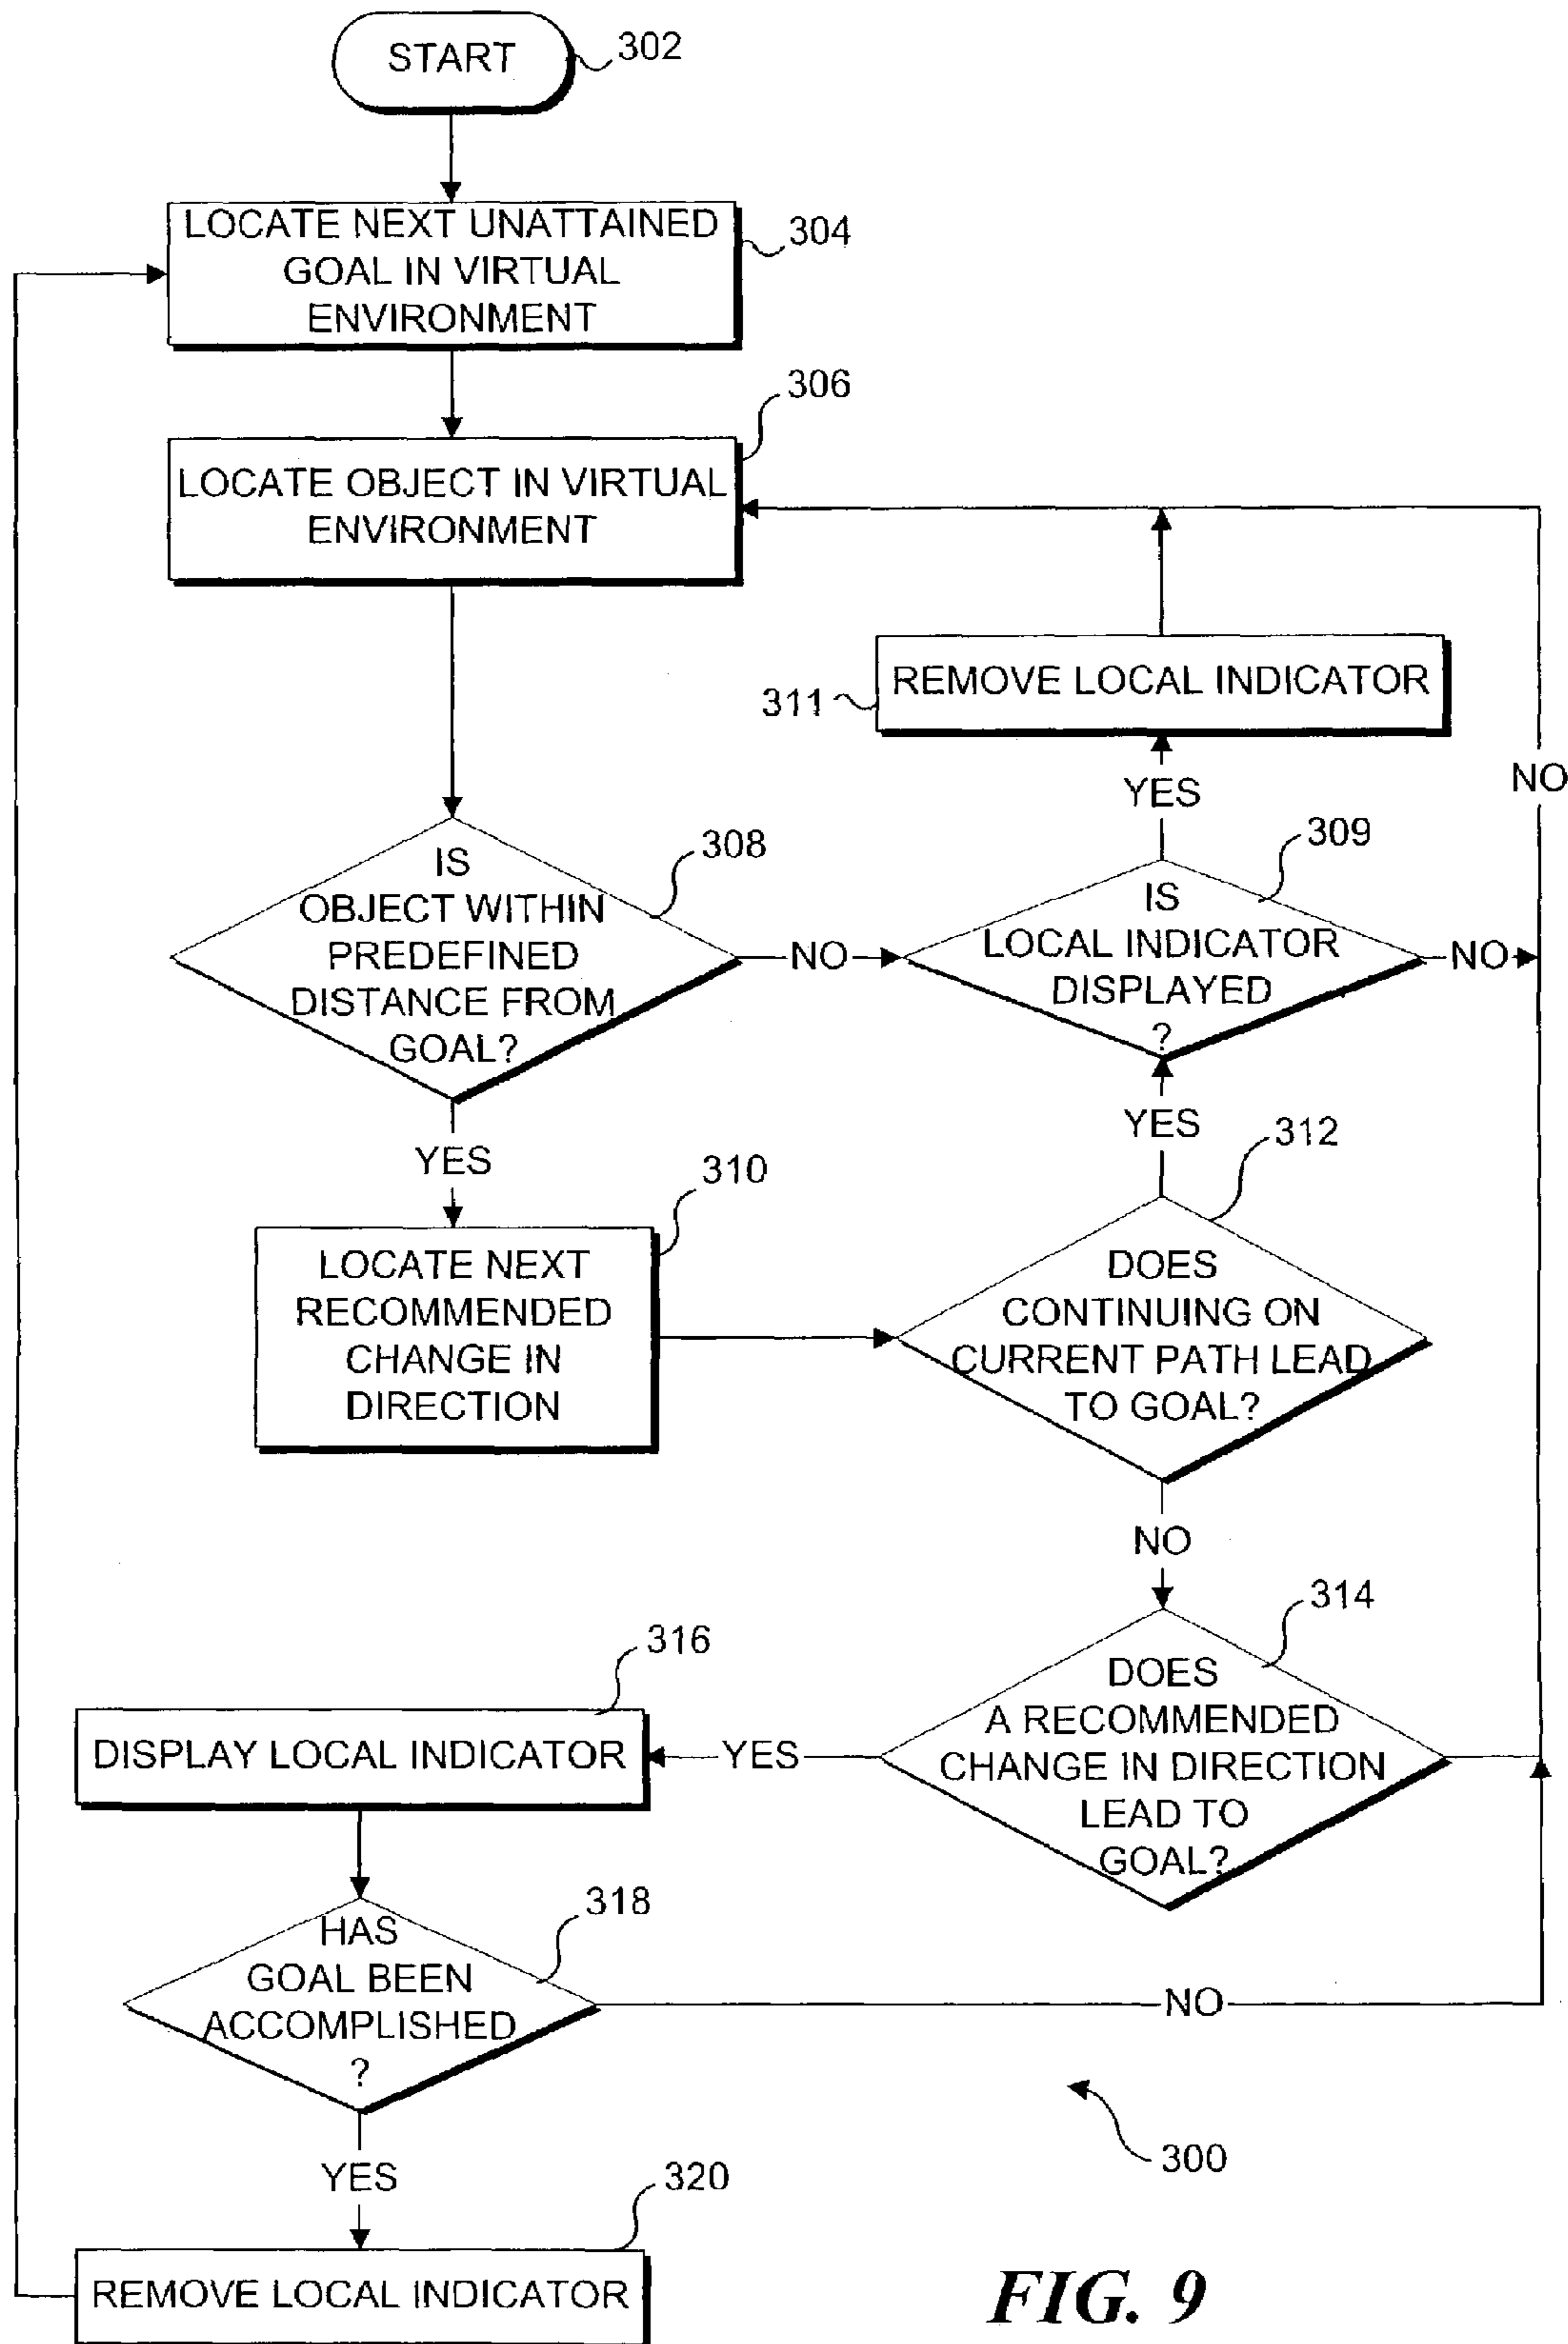 START
302
LOCATE NEXT UNATTAINED
GOAL IN VIRTUAL
ENVIRONMENT
304
306
LOCATE OBJECT IN VIRTUAL
ENVIRONMENT
REMOVE LOCAL INDICATOR
311
YES
NO
308
IS
OBJECT WITHIN
PREDEFINED
DISTANCE FROM
GOAL?
NO
309
IS
LOCAL INDICATOR
DISPLAYED
?
NO
YES
YES
310
LOCATE NEXT
RECOMMENDED
CHANGE IN
DIRECTION
312
DOES
CONTINUING ON
CURRENT PATH LEAD
TO GOAL?
NO
314
DOES
A RECOMMENDED
CHANGE IN DIRECTION
LEAD TO
GOAL?
YES
316
DISPLAY LOCAL INDICATOR
318
HAS
GOAL BEEN
ACCOMPLISHED
?
NO
YES
300
320
REMOVE LOCAL INDICATOR
FIG. 9